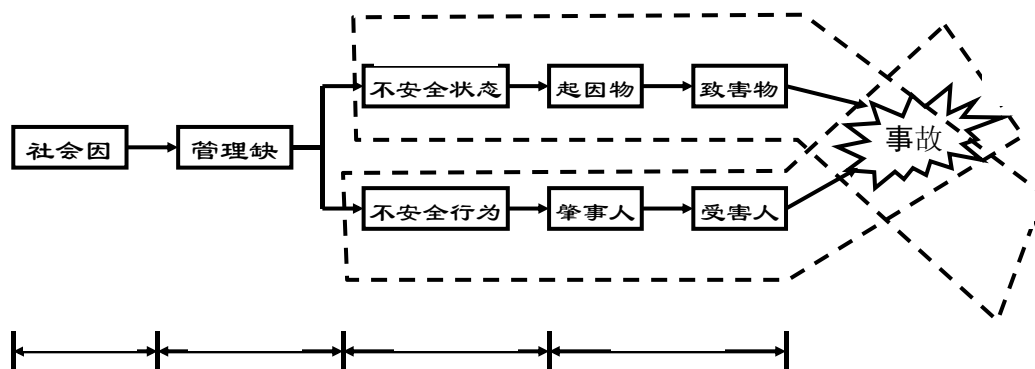 不安全状态
起因物
致害物
社会因
管理缺
事故
不安全行为
肇事人
受害人